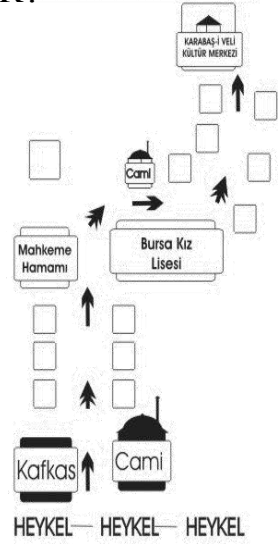 KARABAŞ-İ VELİ
KÜLTÜR MERKEZİ
Cami
Mahkeme
Hamamı
Bursa Kız
Lisesi
Kafkas
Cami
HEYKEL— HEYKEL— HEYKEL